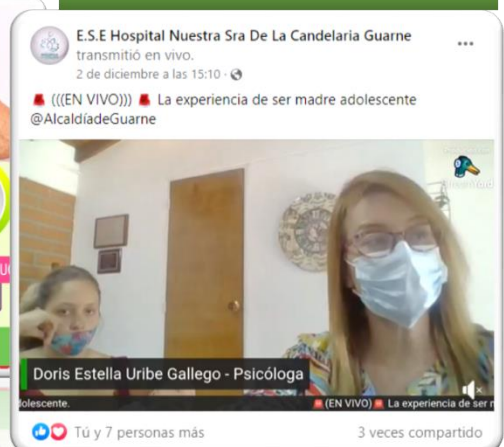 E.S.E Hospital Nuestra Sra De La Candelaria Guarne
transmitió en vivo.
2 de diciembre a las 15:10 ·
(((EN VIVO))) La experiencia de ser madre adolescente
@AlcaldíadeGuarne
Doris Estella Uribe Gallego - Psicóloga
dolescente.
(EN VIVO) La experiencia de ser
Tú y 7 personas más
3 veces compartido